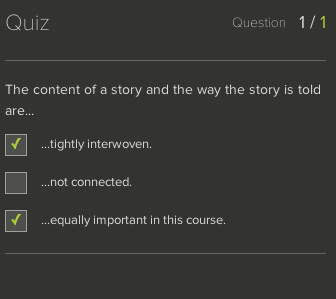 Quiz
Question 1 / 1
The content of a story and the way the story is told
are...
...tightly interwoven.
...not connected.
...equally important in this course.